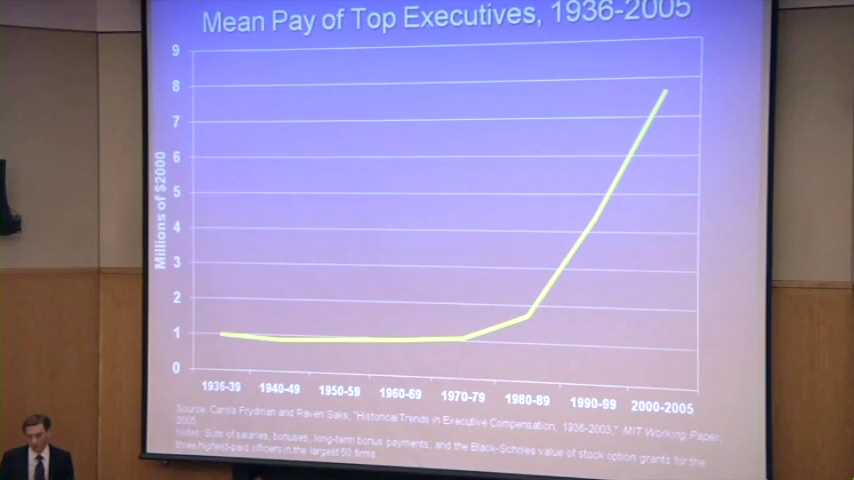 Mean Pay of Top Executives, 1936-2005
9
8
7
6
5
4
3
2
1
0
Millions of $2000
1936-39 1940-49 1950-59 1960-69 1970-79 1980-89 1990-99 2000-2005
Source: Carola Frydman and Raven Saks, "Historical Trends in Executive Compensation, 1936-2003," MIT Working Paper,
2005
Notes: Sum of salaries, bonuses, long-term bonus payments, and the Black-Scholes value of stock option grants for the
three highest-paid officers in the largest 50 firms.